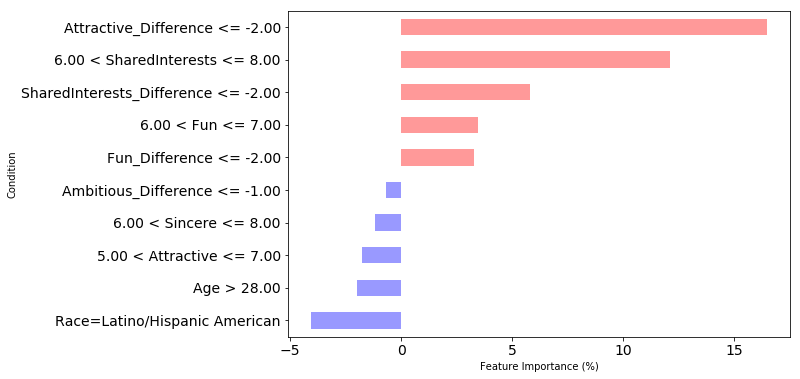 Attractive_Difference <= -2.00
6.00 < SharedInterests <= 8.00
SharedInterests_Difference <= -2.00
6.00 < Fun <= 7.00
Fun_Difference <= -2.00
Ambitious_Difference <= -1.00
6.00 < Sincere <= 8.00
5.00 < Attractive <= 7.00
Age > 28.00
Race=Latino/Hispanic American
Condition
−5 0 5 10 15
Feature Importance (%)